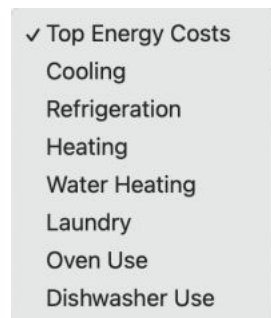 ✓ Top Energy Costs
Cooling
Refrigeration
Heating
Water Heating
Laundry
Oven Use
Dishwasher Use